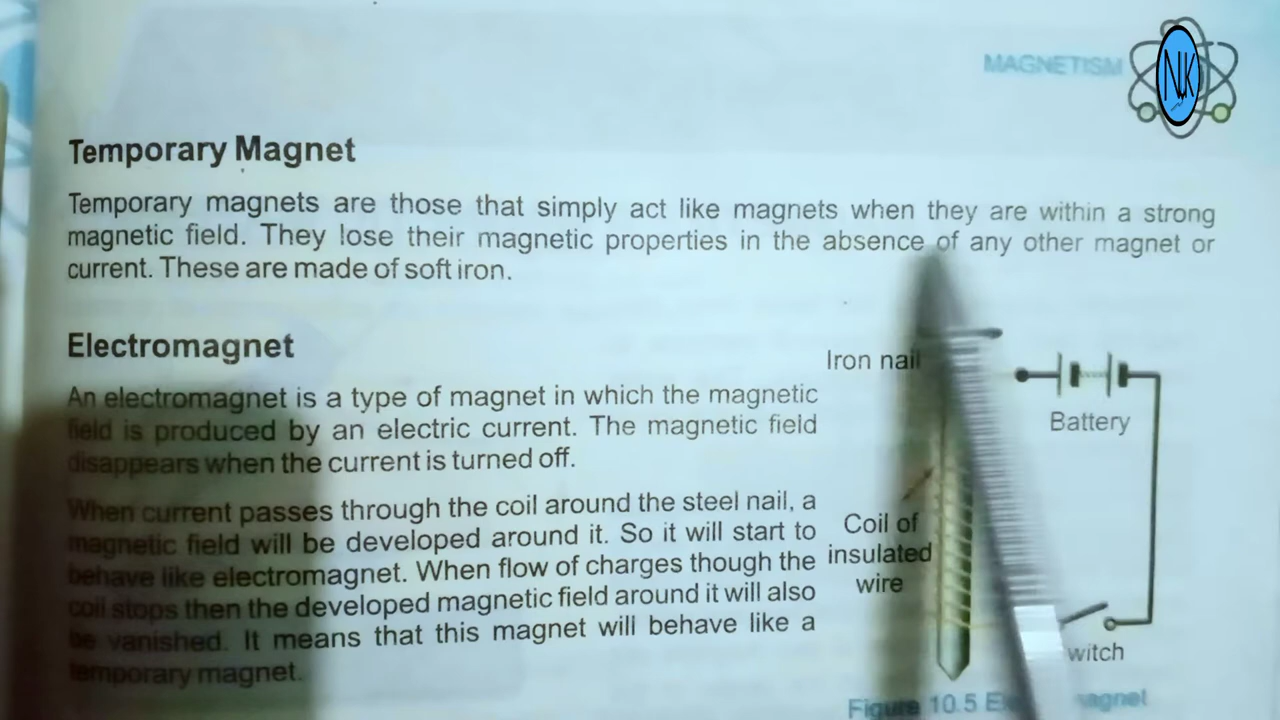 MAGNETISM
NK
Temporary Magnet
Temporary magnets are those that simply act like magnets when they are within a strong
magnetic field. They lose their magnetic properties in the absence of any other magnet or
current. These are made of soft iron.
Electromagnet
An electromagnet is a type of magnet in which the magnetic
field is produced by an electric current. The magnetic field
disappears when the current is turned off.
When current passes through the coil around the steel nail, a
magnetic field will be developed around it. So it will start to
behave like electromagnet. When flow of charges though the
coil stops then the developed magnetic field around it will also
be vanished. It means that this magnet will behave like a
temporary magnet.
Iron nail
Battery
Coil of
insulated
wire
witch
Figure 10.5